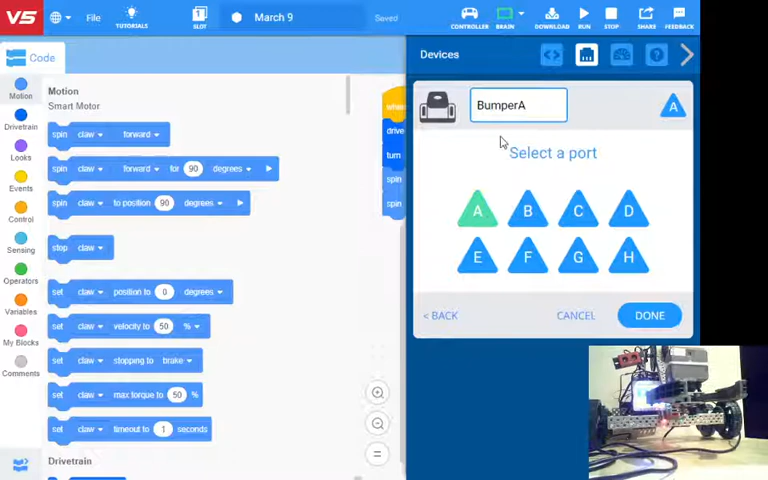 V5
File
TUTORIALS
1
SLOT
March 9
Saved
CONTROLLER
BRAIN
DOWNLOAD
RUN
STOP
SHARE
FEEDBACK
Code
Motion
Drivetrain
Looks
Events
Control
Sensing
Operators
Variables
My Blocks
Comments
Motion
Smart Motor
spin claw forward
spin claw forward for 90 degrees
spin claw to position 90 degrees
stop claw
set claw position to 0 degrees
set claw velocity to 50 %
set claw stopping to brake
set claw max torque to 50 %
set claw timeout to 1 seconds
Drivetrain
when
drive
turn
spin
spin
Devices
?
BumperA
A
Select a port
A B C D
E F G H
< BACK
CANCEL
DONE